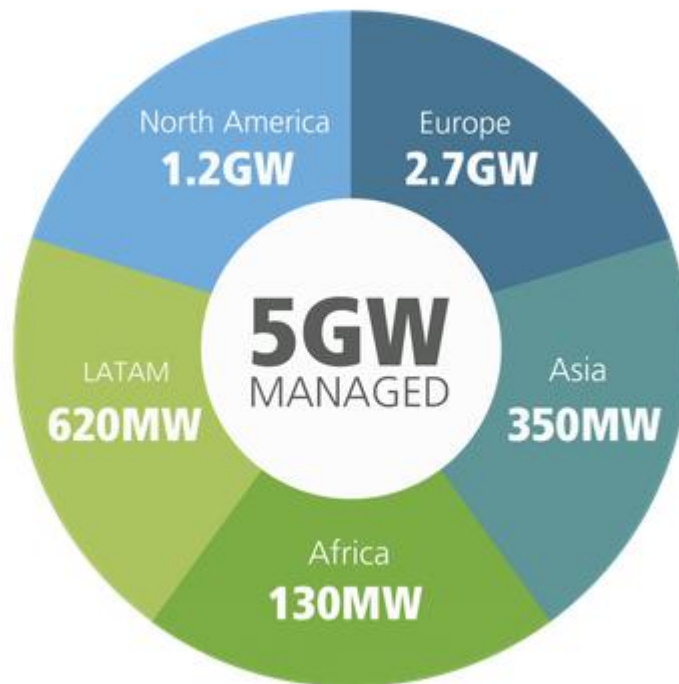 North America
1.2GW
Europe
2.7GW
5GW
MANAGED
LATAM
620MW
Asia
350MW
Africa
130MW